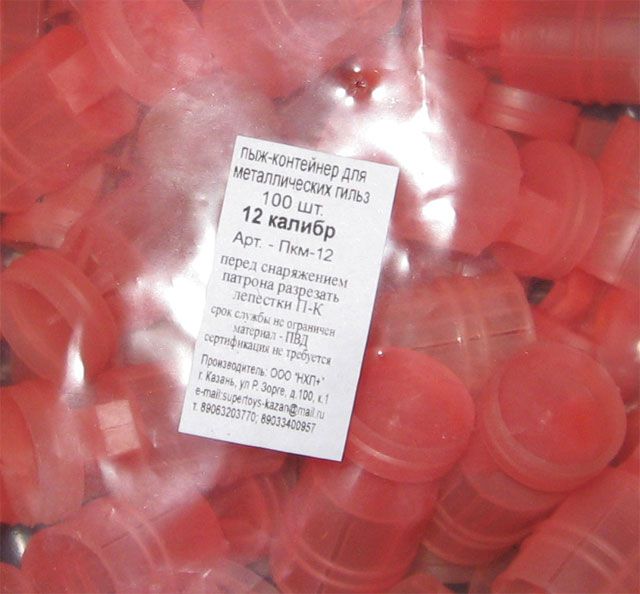 пыж-контейнер для
металлических гильз
100 шт.
12 калибр
Арт. - Пкм-12
перед снаряжением
патрона разрезать
лепестки П-К
срок службы не ограничен
материал - ПВД
сертификация не требуется
Производитель: ООО "НХП+"
г. Казань, ул Р. Зорге, д.100, к.1
e-mail:supertoys-kazan@mail.ru
т. 89063203770; 89033400957